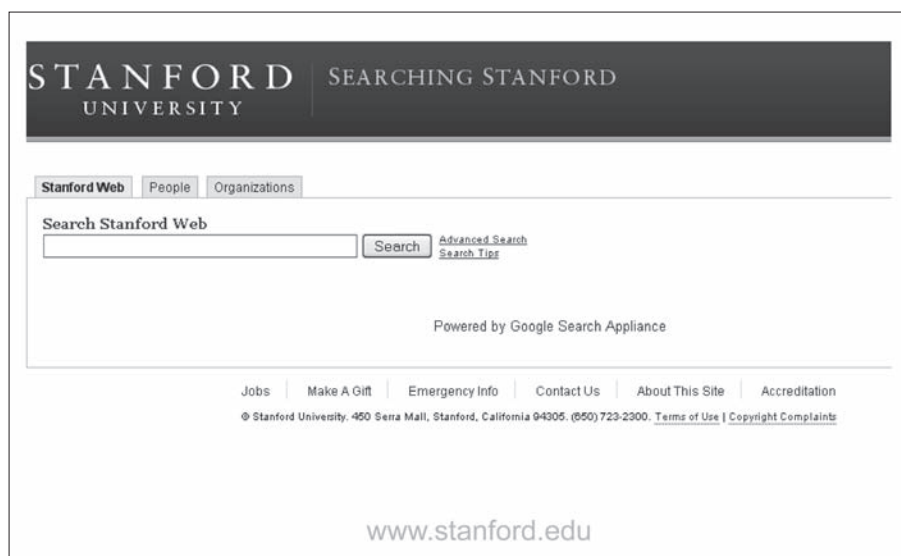 STANFORD
UNIVERSITY
SEARCHING STANFORD
Stanford Web People Organizations
Search Stanford Web
Search Advanced Search
Search Tips
Powered by Google Search Appliance
Jobs Make A Gift Emergency Info Contact Us About This Site Accreditation
© Stanford University. 450 Serra Mall, Stanford, California 94305. (650) 723-2300. Terms of Use | Copyright Complaints
www.stanford.edu